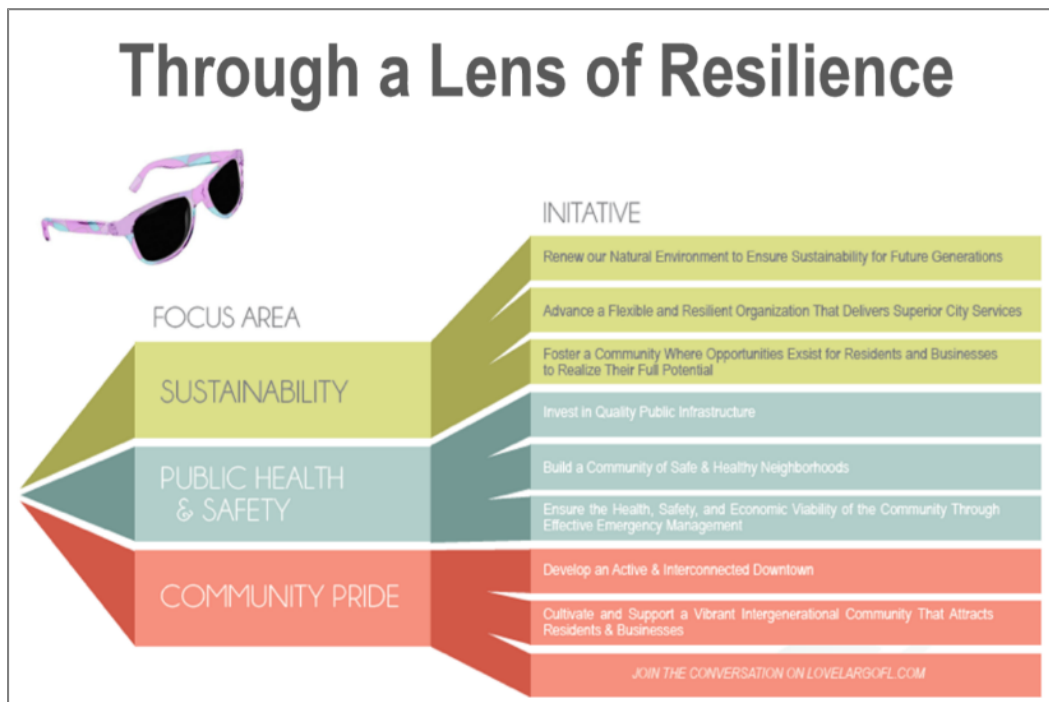 Through a Lens of Resilience
INITATIVE
Renew our Natural Environment to Ensure Sustainability for Future Generations
Advance a Flexible and Resilient Organization That Delivers Superior City Services
Foster a Community Where Opportunities Exsist for Residents and Businesses
to Realize Their Full Potential
FOCUS AREA
SUSTAINABILITY
Invest in Quality Public Infrastructure
Build a Community of Safe & Healthy Neighborhoods
Ensure the Health, Safety, and Economic Viability of the Community Through
Effective Emergency Management
PUBLIC HEALTH
& SAFETY
Develop an Active & Interconnected Downtown
Cultivate and Support a Vibrant Intergenerational Community That Attracts
Residents & Businesses
JOIN THE CONVERSATION ON LOVELARGOFL.COM
COMMUNITY PRIDE